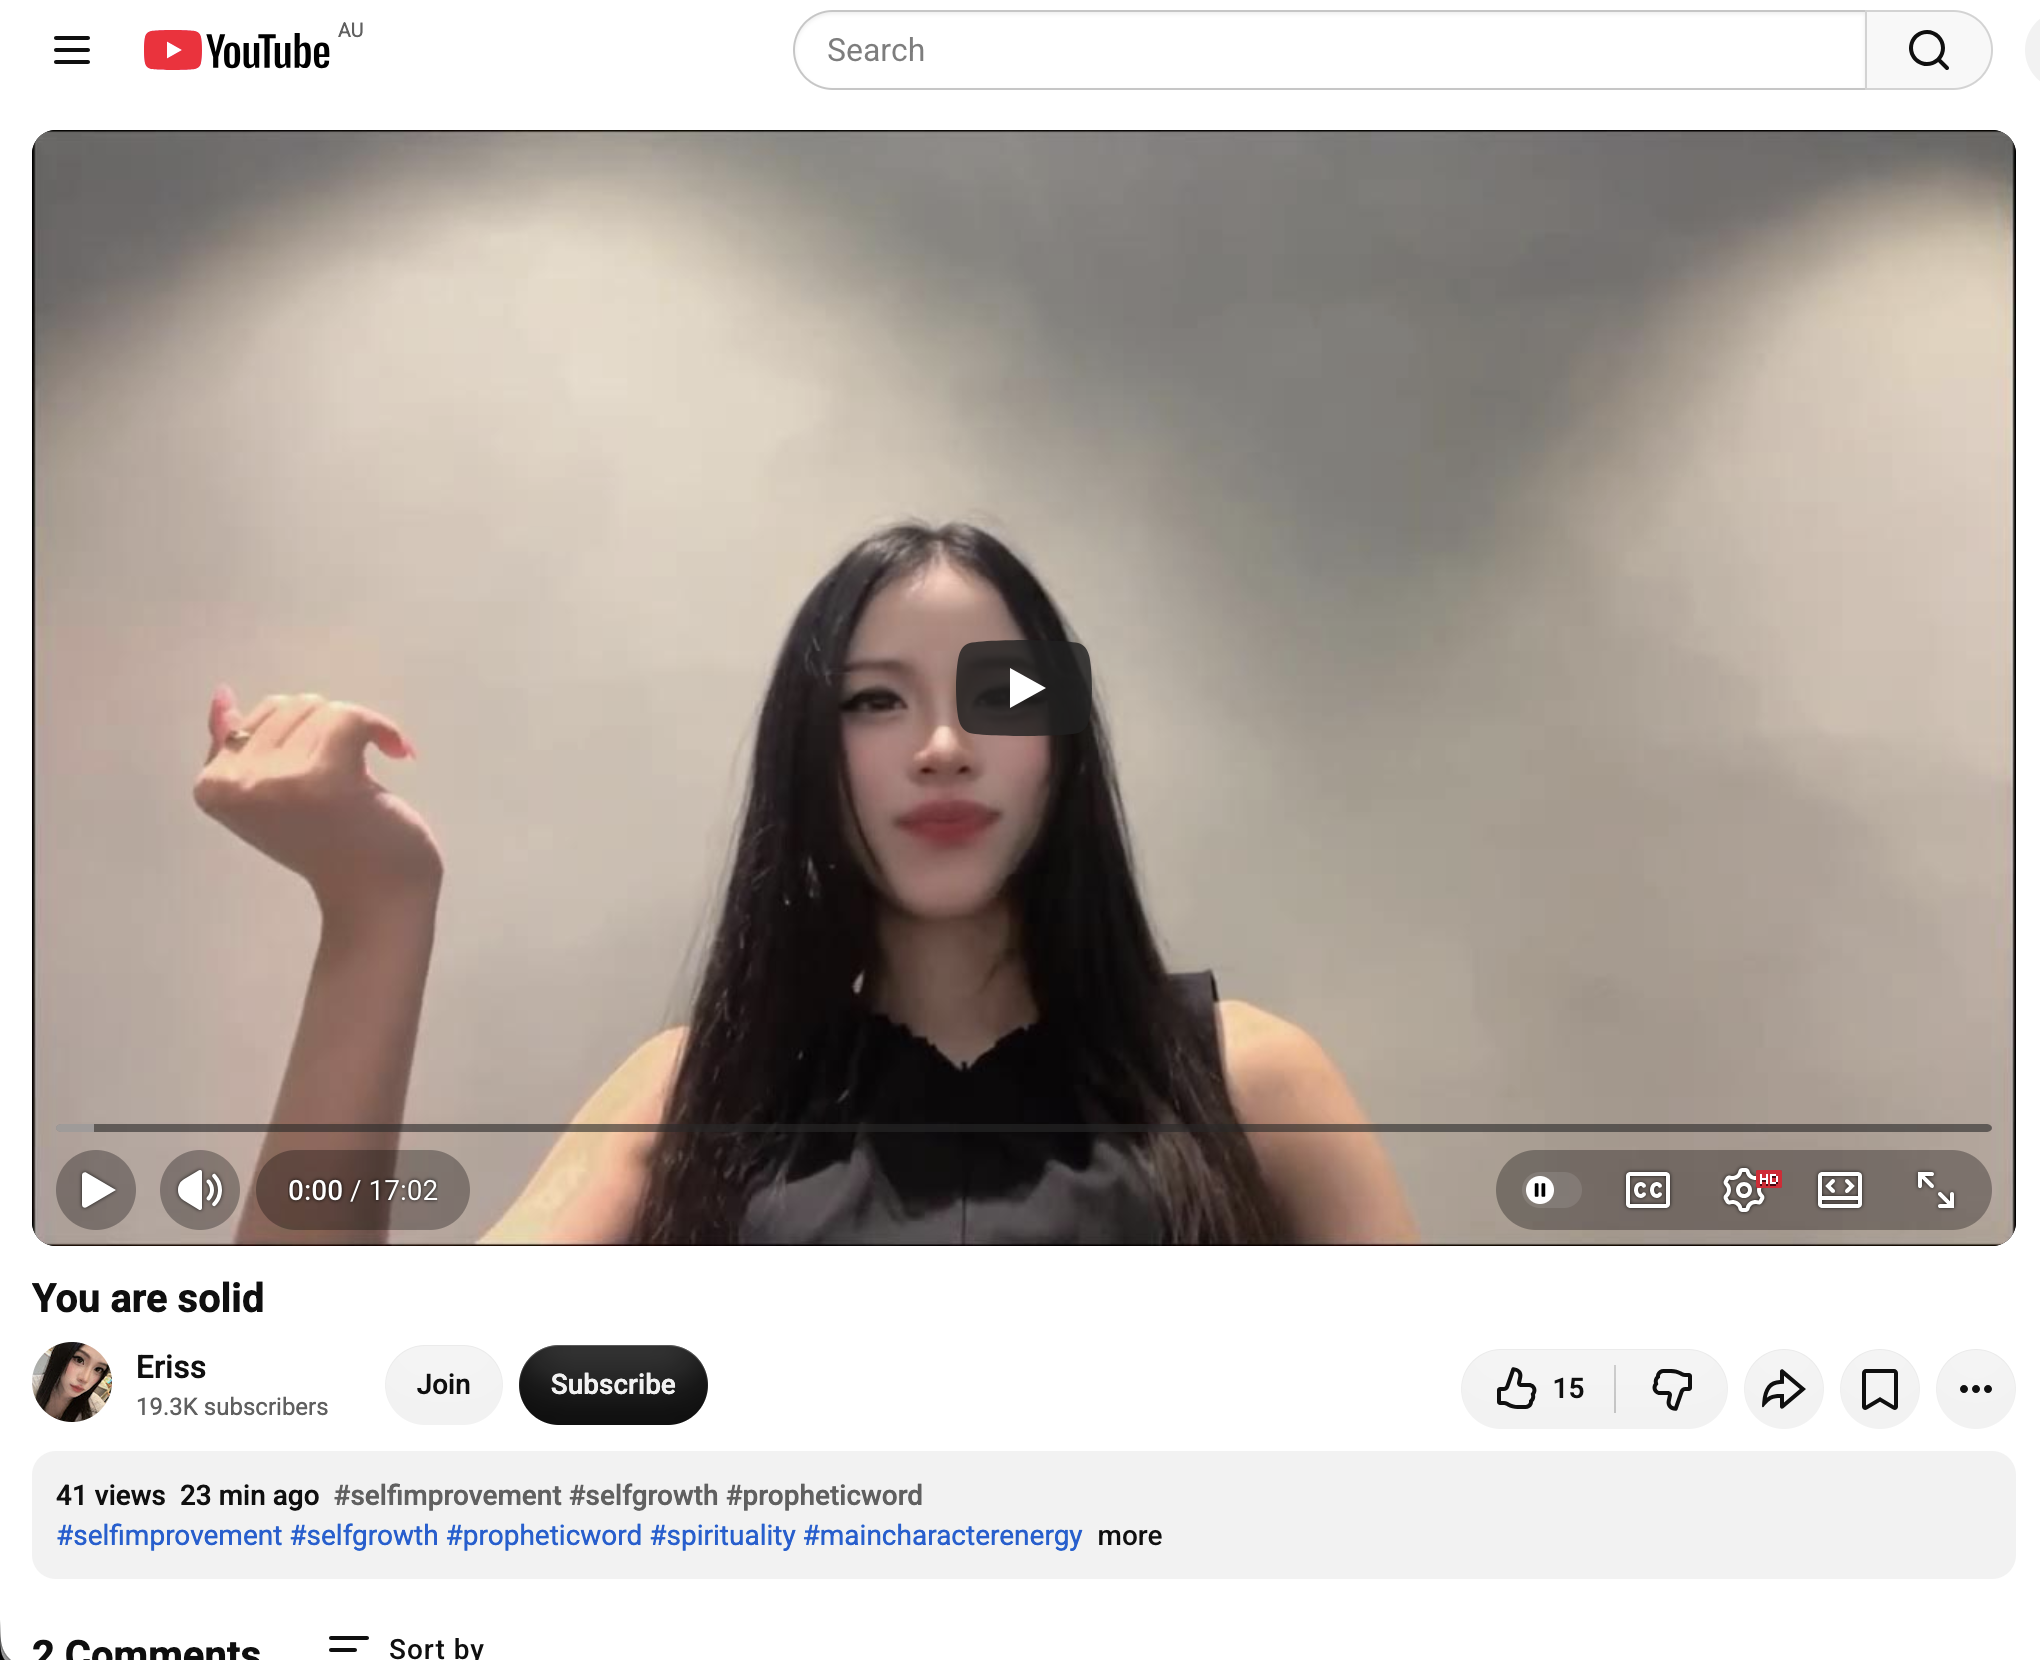 YouTube AU
Search
0:00 / 17:02
CC
HD
You are solid
Eriss
19.3K subscribers
Join
Subscribe
15
41 views 23 min ago #selfimprovement #selfgrowth #propheticword
#selfimprovement #selfgrowth #propheticword #spirituality #maincharacterenergy more
2 Comments
Sort by